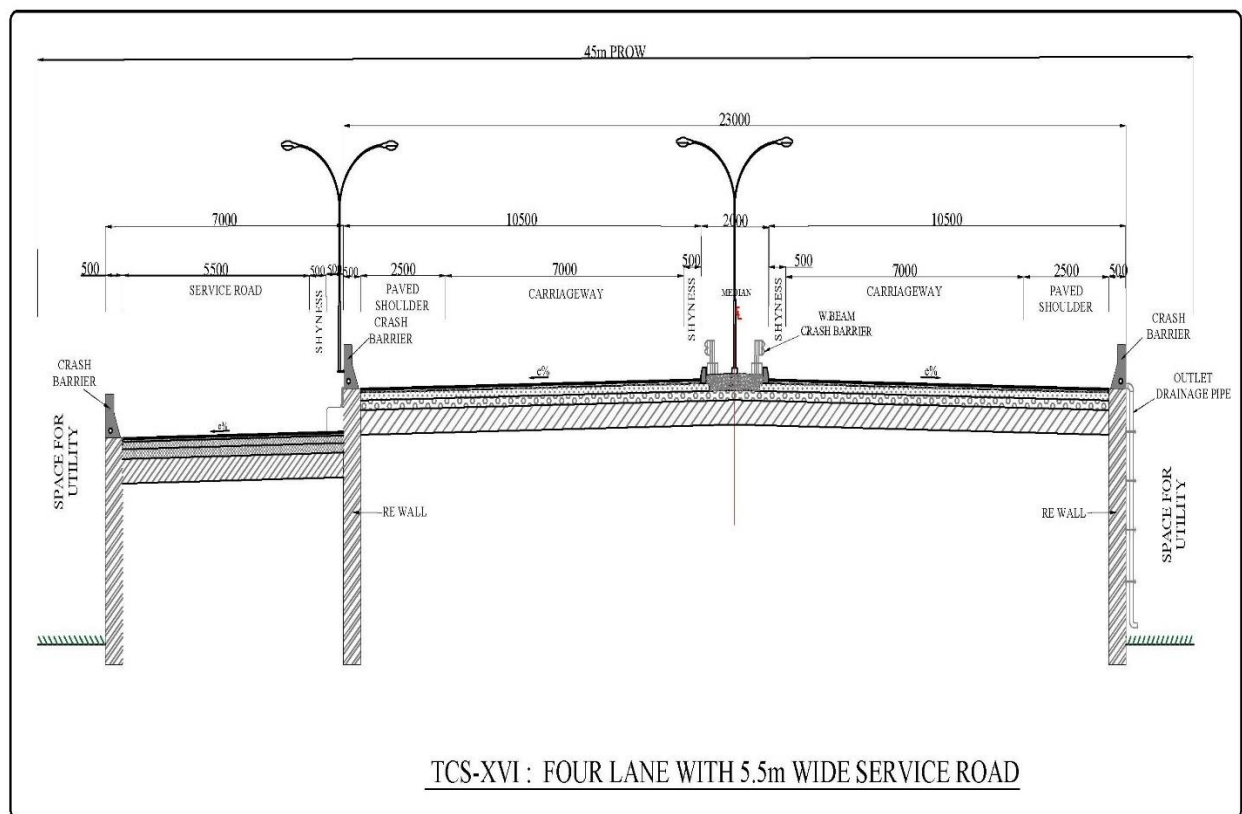 45m PROW
23000
7000
10500
2000
10500
500
5500
500
500
500
2500
7000
500
500
7000
2500
500
SERVICE ROAD
SHYNESS
PAVED
SHOULDER
CRASH
BARRIER
CARRIAGEWAY
SHYNESS
MEDIAN
SHYNESS
CARRIAGEWAY
PAVED
SHOULDER
W.BEAM
CRASH BARRIER
CRASH
BARRIER
CRASH
BARRIER
e%
e%
OUTLET
DRAINAGE PIPE
e%
SPACE FOR
UTILITY
RE WALL
RE WALL
SPACE FOR
UTILITY
TCS-XVI : FOUR LANE WITH 5.5m WIDE SERVICE ROAD